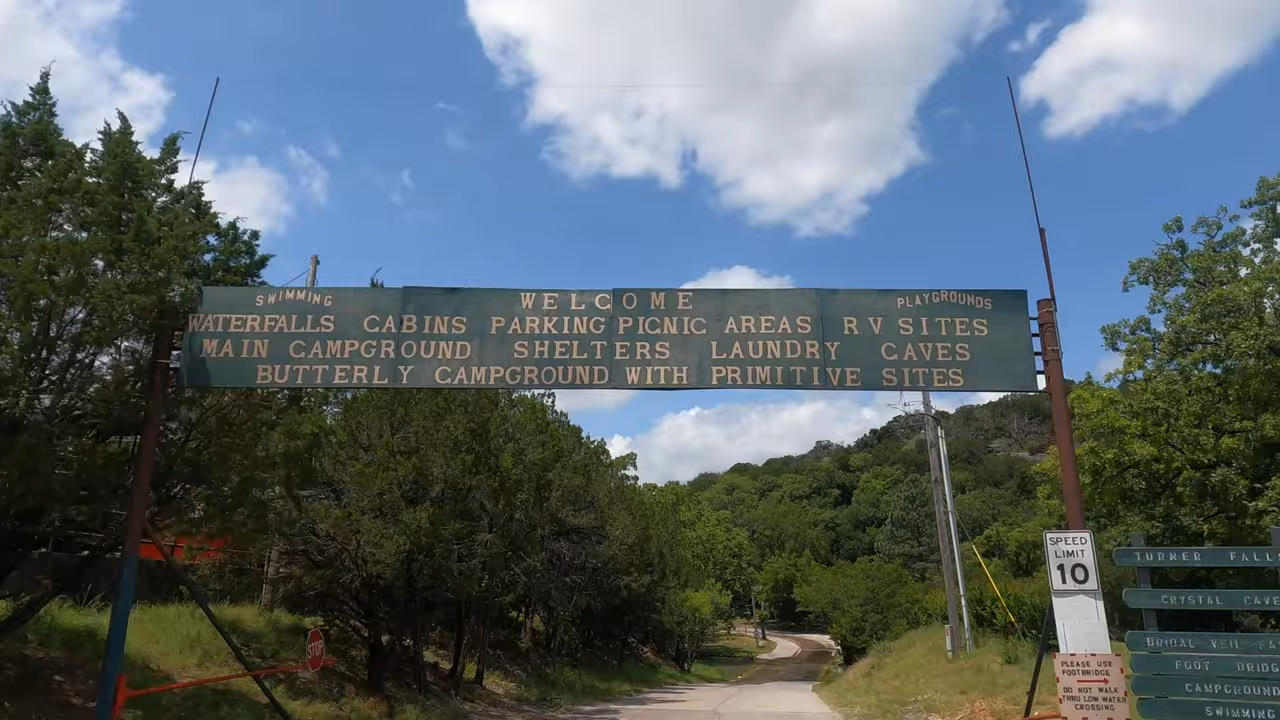 SWIMMING WELCOME PLAYGROUNDS
WATERFALLS CABINS PARKING PICNIC AREAS RV SITES
MAIN CAMPGROUND SHELTERS LAUNDRY CAVES
BUTTERLY CAMPGROUND WITH PRIMITIVE SITES
STOP
SPEED
LIMIT
10
PLEASE USE
FOOTBRIDGE
DO NOT WALK
THRU LOW WATER
CROSSING
TURNER FALLS
CRYSTAL CAVE
BRIDAL VEIL FA
FOOT BRIDG
CAMPGROUND
SWIMMING